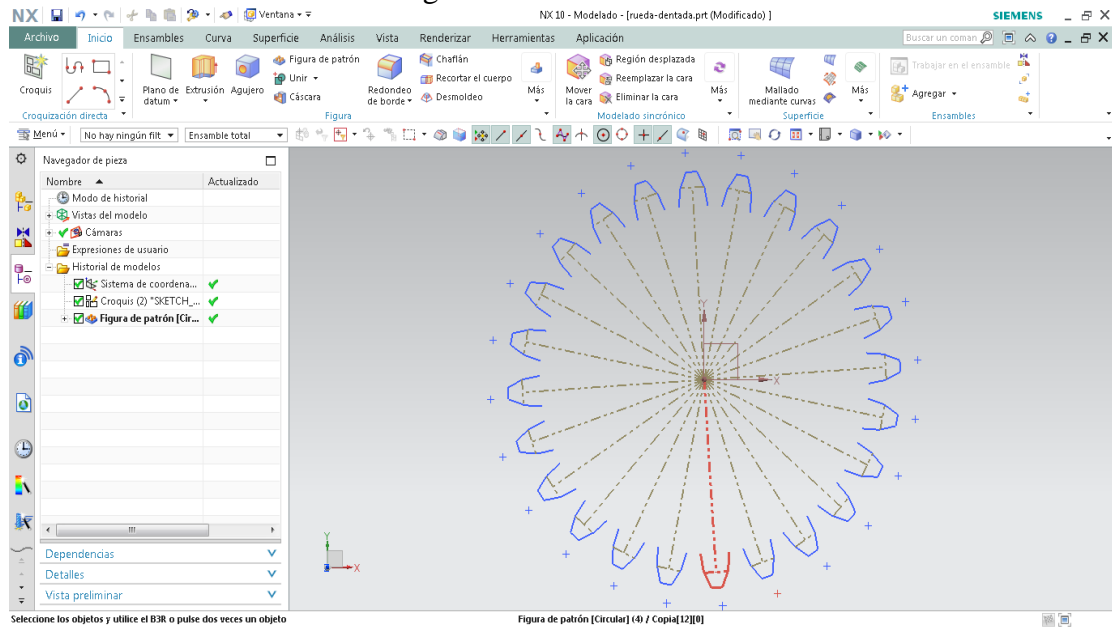 NX Ventana NX 10 - Modelado - [rueda-dentada.prt (Modificado) ] SIEMENS
Archivo Inicio Ensambles Curva Superficie Análisis Vista Renderizar Herramientas Aplicación Buscar un coman
Croquis
Plano de datum
Extrusión
Agujero
Figura de patrón
Unir
Cáscara
Redondeo de borde
Chaflán
Recortar el cuerpo
Desmoldeo
Más
Mover la cara
Región desplazada
Reemplazar la cara
Eliminar la cara
Más
Mallado mediante curvas
Más
Trabajar en el ensamble
Agregar
Croquización directa Figura Modelado sincrónico Superficie Ensambles
Menú No hay ningún filt Ensamble total
Navegador de pieza
Nombre Actualizado
Modo de historial
Vistas del modelo
Cámaras
Expresiones de usuario
Historial de modelos
Sistema de coordena...
Croquis (2) "SKETCH_...
Figura de patrón [Cir...
Y
X
Y
X
Dependencias
Detalles
Vista preliminar
Seleccione los objetos y utilice el B3R o pulse dos veces un objeto Figura de patrón [Circular] (4) / Copia[12][0]